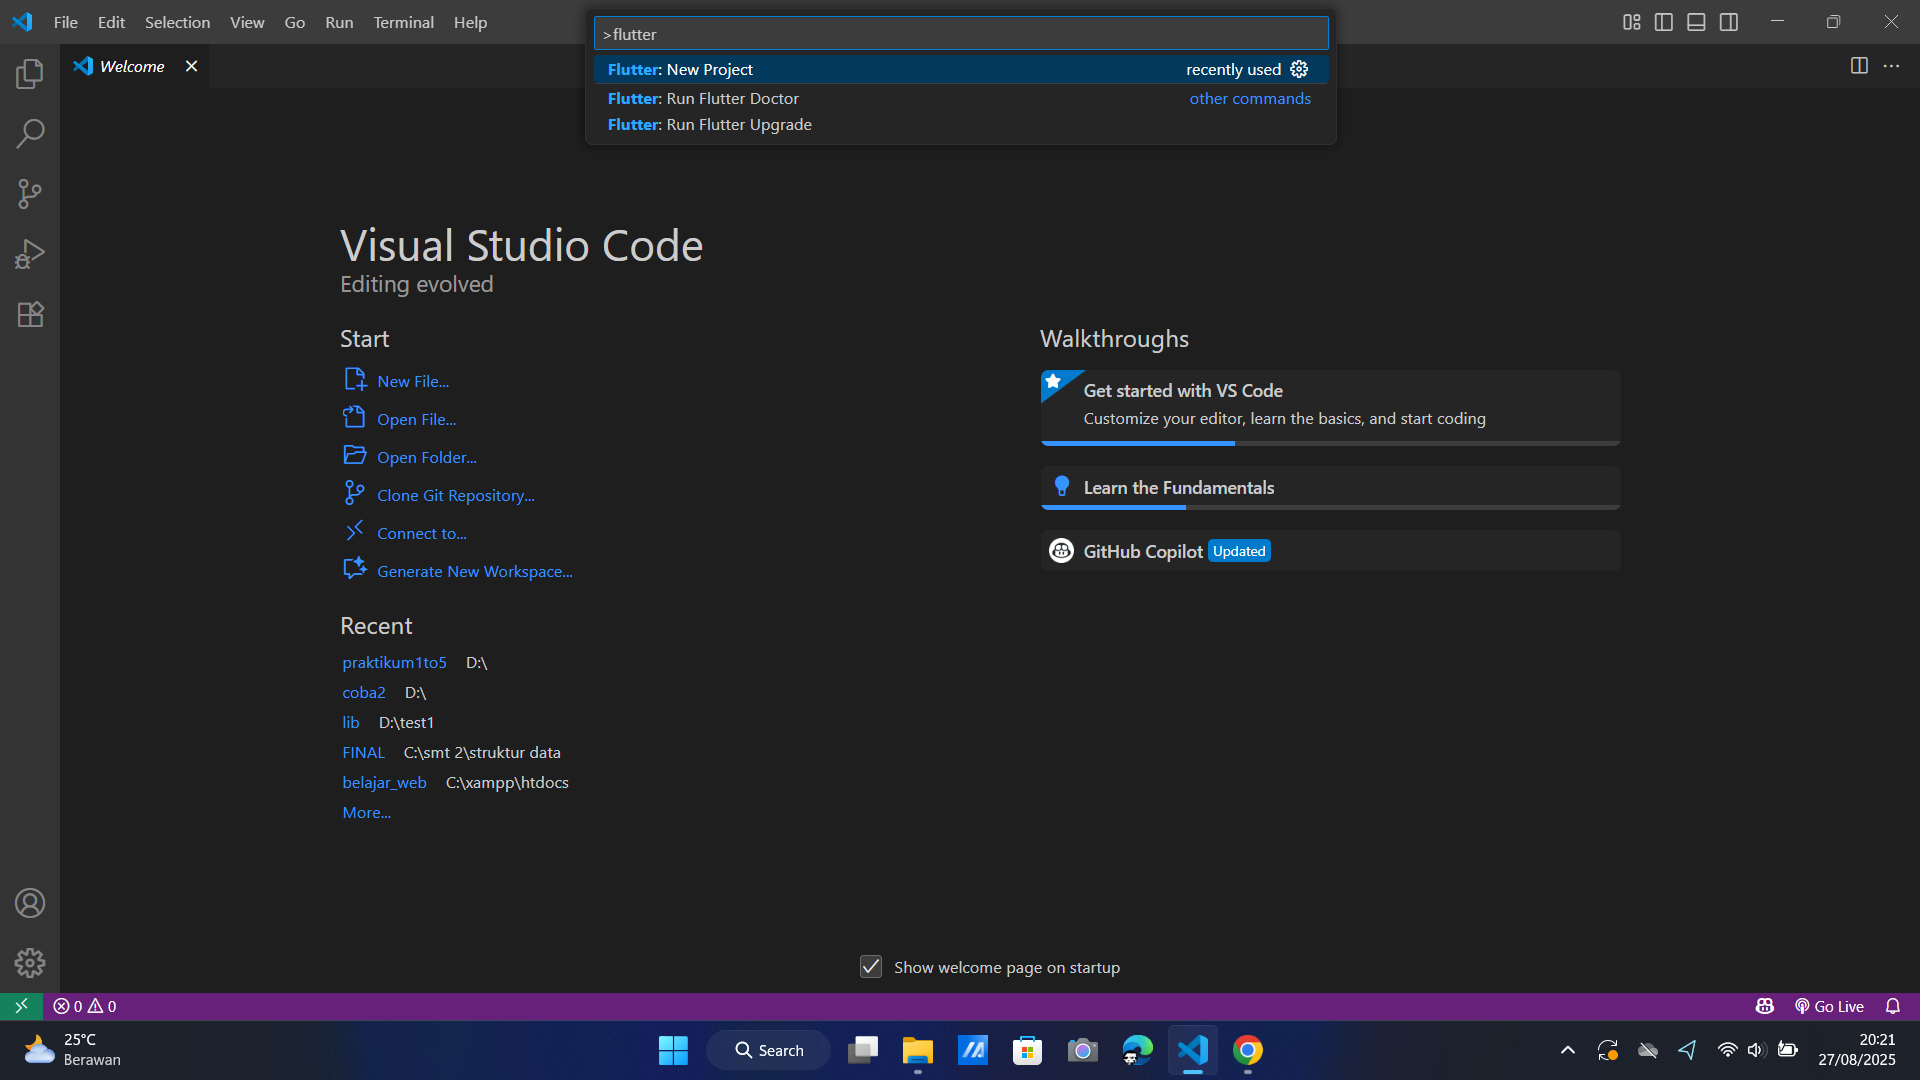 File Edit Selection View Go Run Terminal Help
>flutter
Welcome
Flutter: New Project recently used
Flutter: Run Flutter Doctor other commands
Flutter: Run Flutter Upgrade
Visual Studio Code
Editing evolved
Start
New File...
Open File...
Open Folder...
Clone Git Repository...
Connect to...
Generate New Workspace...
Recent
praktikum1to5 D:\
coba2 D:\
lib D:\test1
FINAL C:\smt 2\struktur data
belajar_web C:\xampp\htdocs
More...
Walkthroughs
Get started with VS Code
Customize your editor, learn the basics, and start coding
Learn the Fundamentals
GitHub Copilot Updated
Show welcome page on startup
0 0 Go Live
25°C
Berawan
Search
20:21
27/08/2025